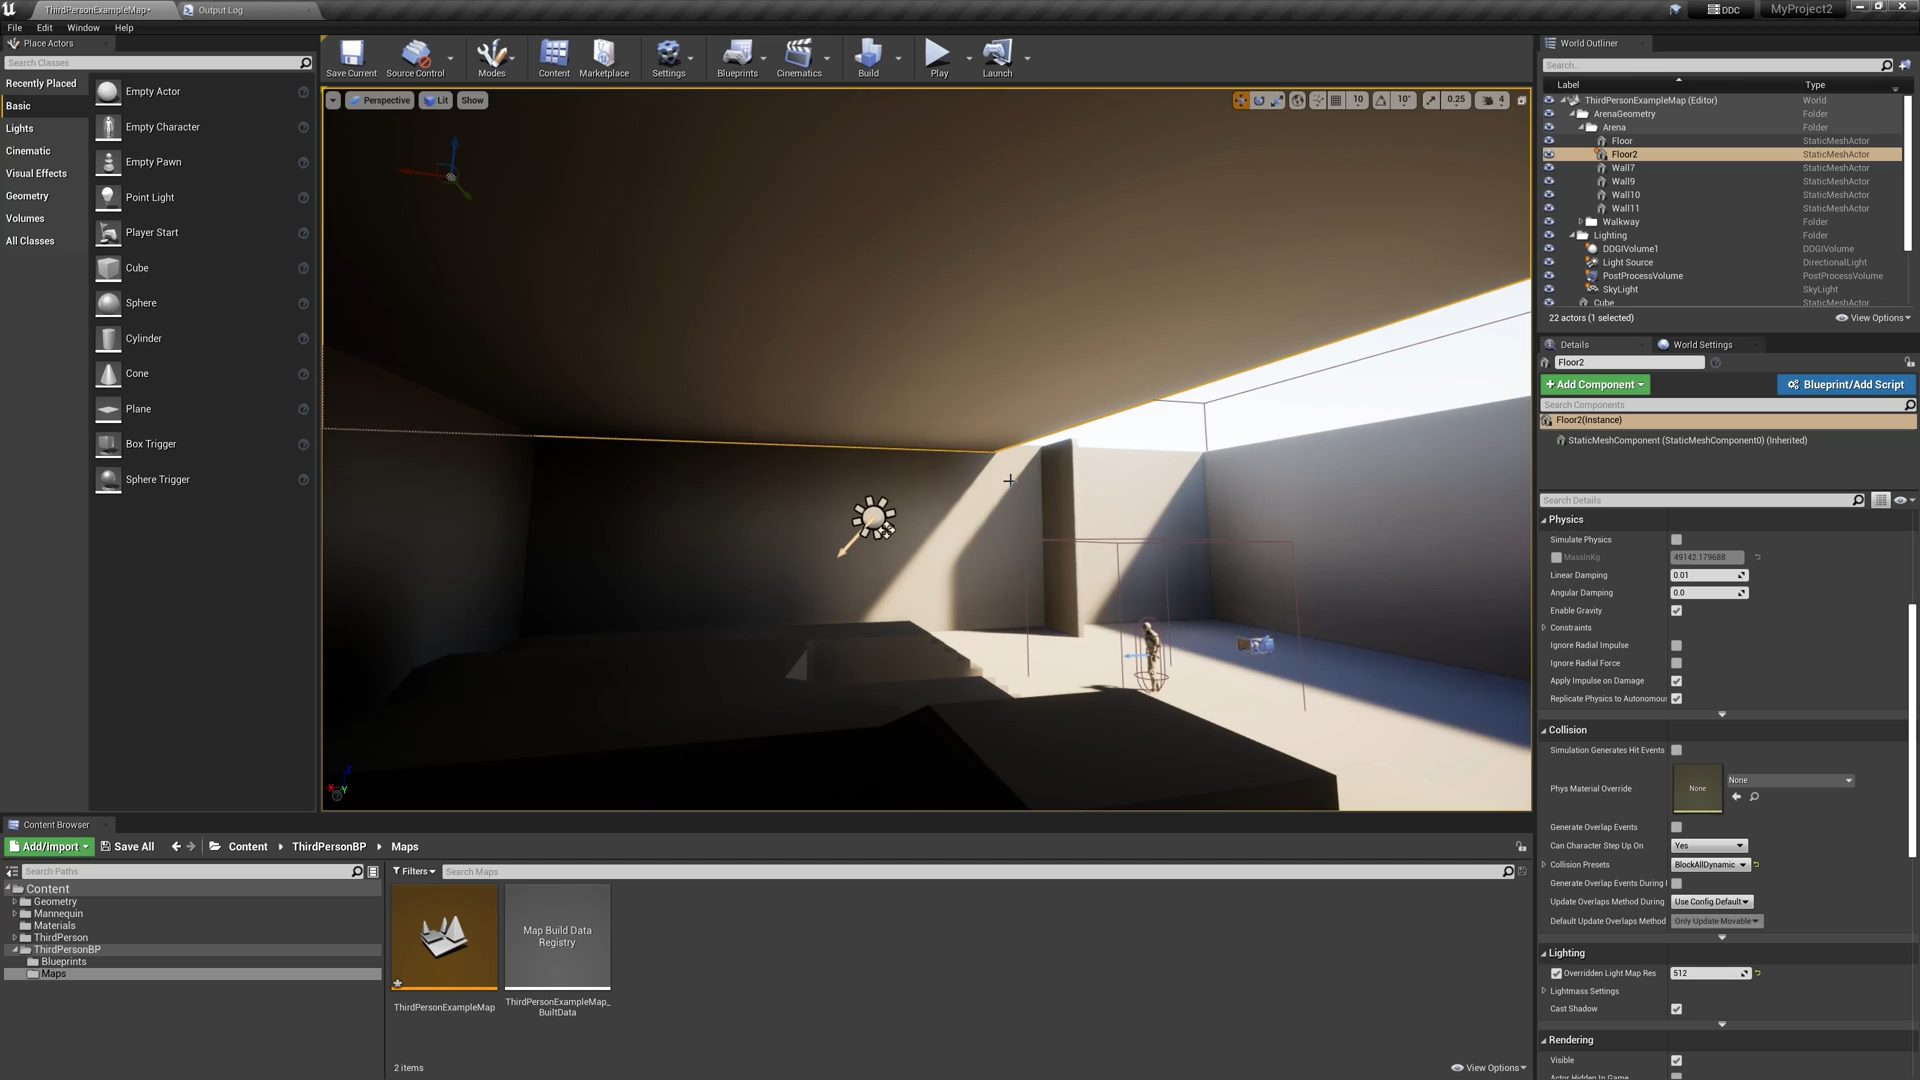 ThirdPersonExampleMap•
Output Log
DDC
MyProject2
File
Edit
Window
Help
Place Actors
Search Classes
Recently Placed
Basic
Lights
Cinematic
Visual Effects
Geometry
Volumes
All Classes
Empty Actor
Empty Character
Empty Pawn
Point Light
Player Start
Cube
Sphere
Cylinder
Cone
Plane
Box Trigger
Sphere Trigger
Save Current
Source Control
Modes
Content
Marketplace
Settings
Blueprints
Cinematics
Build
Play
Launch
Perspective
Lit
Show
10
10°
0.25
4
World Outliner
Search...
Label
Type
ThirdPersonExampleMap (Editor) World
ArenaGeometry Folder
Arena Folder
Floor StaticMeshActor
Floor2 StaticMeshActor
Wall7 StaticMeshActor
Wall9 StaticMeshActor
Wall10 StaticMeshActor
Wall11 StaticMeshActor
Walkway Folder
Lighting Folder
DDGIVolume1 DDGIVolume
Light Source DirectionalLight
PostProcessVolume PostProcessVolume
SkyLight SkyLight
Cube StaticMeshActor
22 actors (1 selected)
View Options
Details
World Settings
Floor2
+ Add Component
Blueprint/Add Script
Search Components
Floor2(Instance)
StaticMeshComponent (StaticMeshComponent0) (Inherited)
Search Details
Physics
Simulate Physics
MassInKg 49142.179688
Linear Damping 0.01
Angular Damping 0.0
Enable Gravity
Constraints
Ignore Radial Impulse
Ignore Radial Force
Apply Impulse on Damage
Replicate Physics to Autonomou
Collision
Simulation Generates Hit Events
Phys Material Override
None
None
Generate Overlap Events
Can Character Step Up On Yes
Collision Presets BlockAllDynamic
Generate Overlap Events During
Update Overlaps Method During Use Config Default
Default Update Overlaps Method Only Update Movable
Lighting
Overridden Light Map Res 512
Lightmass Settings
Cast Shadow
Rendering
Visible
Actor Hidden In Game
X
Y
Z
Content Browser
Add/Import
Save All
Content
ThirdPersonBP
Maps
Search Paths
Filters
Search Maps
Content
Geometry
Mannequin
Materials
ThirdPerson
ThirdPersonBP
Blueprints
Maps
Map Build Data
Registry
ThirdPersonExampleMap
ThirdPersonExampleMap_
BuiltData
2 items
View Options